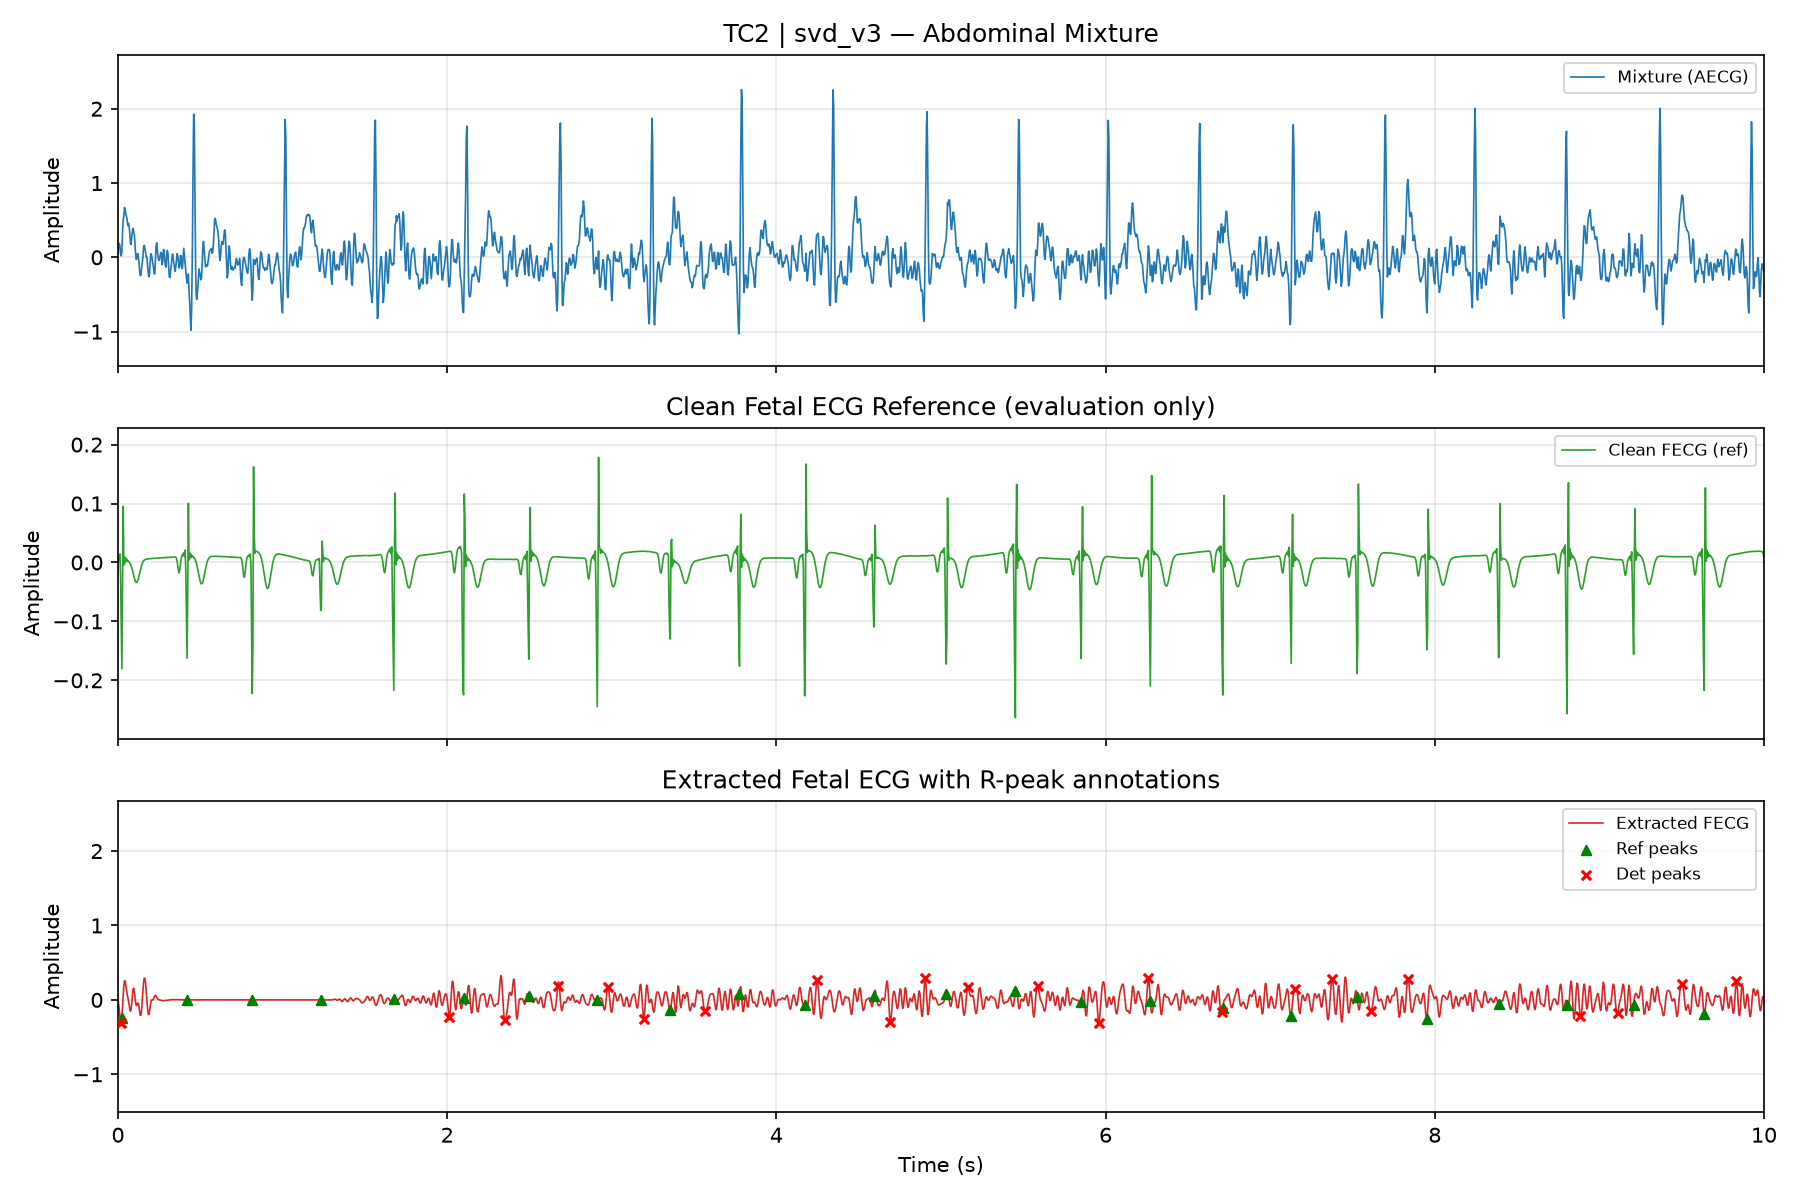 TC2 | svd_v3 — Abdominal Mixture
Mixture (AECG)
Amplitude
2
1
0
−1
Clean Fetal ECG Reference (evaluation only)
Clean FECG (ref)
Amplitude
0.2
0.1
0.0
−0.1
−0.2
Extracted Fetal ECG with R-peak annotations
Extracted FECG
Ref peaks
Det peaks
Amplitude
2
1
0
−1
0 2 4 6 8 10
Time (s)